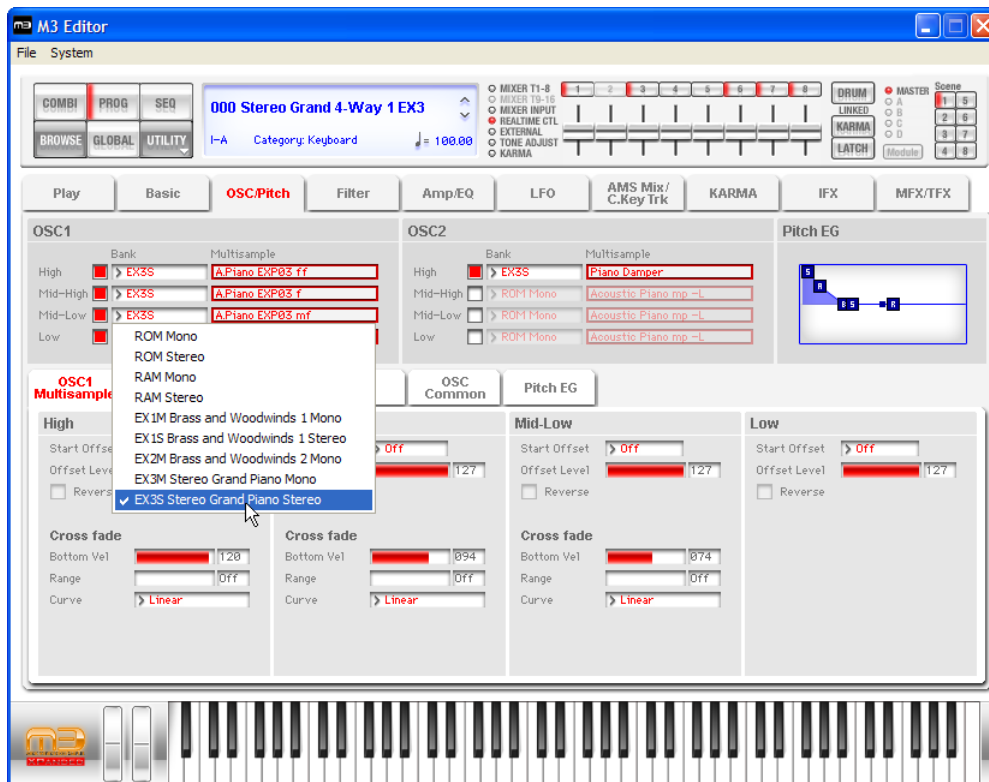 M3 Editor
File System
COMBI PROG SEQ
BROWSE GLOBAL UTILITY
000 Stereo Grand 4-Way 1 EX3
I-A Category: Keyboard ♩= 100.00
MIXER T1-8
MIXER T9-16
MIXER INPUT
REALTIME CTL
EXTERNAL
TONE ADJUST
KARMA
1 2 3 4 5 6 7 8
DRUM
LINKED
KARMA
LATCH
MASTER
A
B
C
D
Module
Scene
1 5
2 6
3 7
4 8
Play Basic OSC/Pitch Filter Amp/EQ LFO AMS Mix/ C.Key Trk KARMA IFX MFX/TFX
OSC1
Bank Multisample
High EX3S A.Piano EXP03 ff
Mid-High EX3S A.Piano EXP03 f
Mid-Low EX3S A.Piano EXP03 mf
Low
OSC2
Bank Multisample
High EX3S Piano Damper
Mid-High ROM Mono Acoustic Piano mp -L
Mid-Low ROM Mono Acoustic Piano mp -L
Low ROM Mono Acoustic Piano mp -L
Pitch EG
S R B S R
ROM Mono
ROM Stereo
RAM Mono
RAM Stereo
EX1M Brass and Woodwinds 1 Mono
EX1S Brass and Woodwinds 1 Stereo
EX2M Brass and Woodwinds 2 Mono
EX3M Stereo Grand Piano Mono
EX3S Stereo Grand Piano Stereo
OSC1 Multisample
OSC Common
Pitch EG
High
Start Offse
Offset Leve
Revers
Cross fade
Bottom Vel 120
Range Off
Curve Linear
Off
127
Cross fade
Bottom Vel 094
Range Off
Curve Linear
Mid-Low
Start Offset Off
Offset Level 127
Reverse
Cross fade
Bottom Vel 074
Range Off
Curve Linear
Low
Start Offset Off
Offset Level 127
Reverse
M3